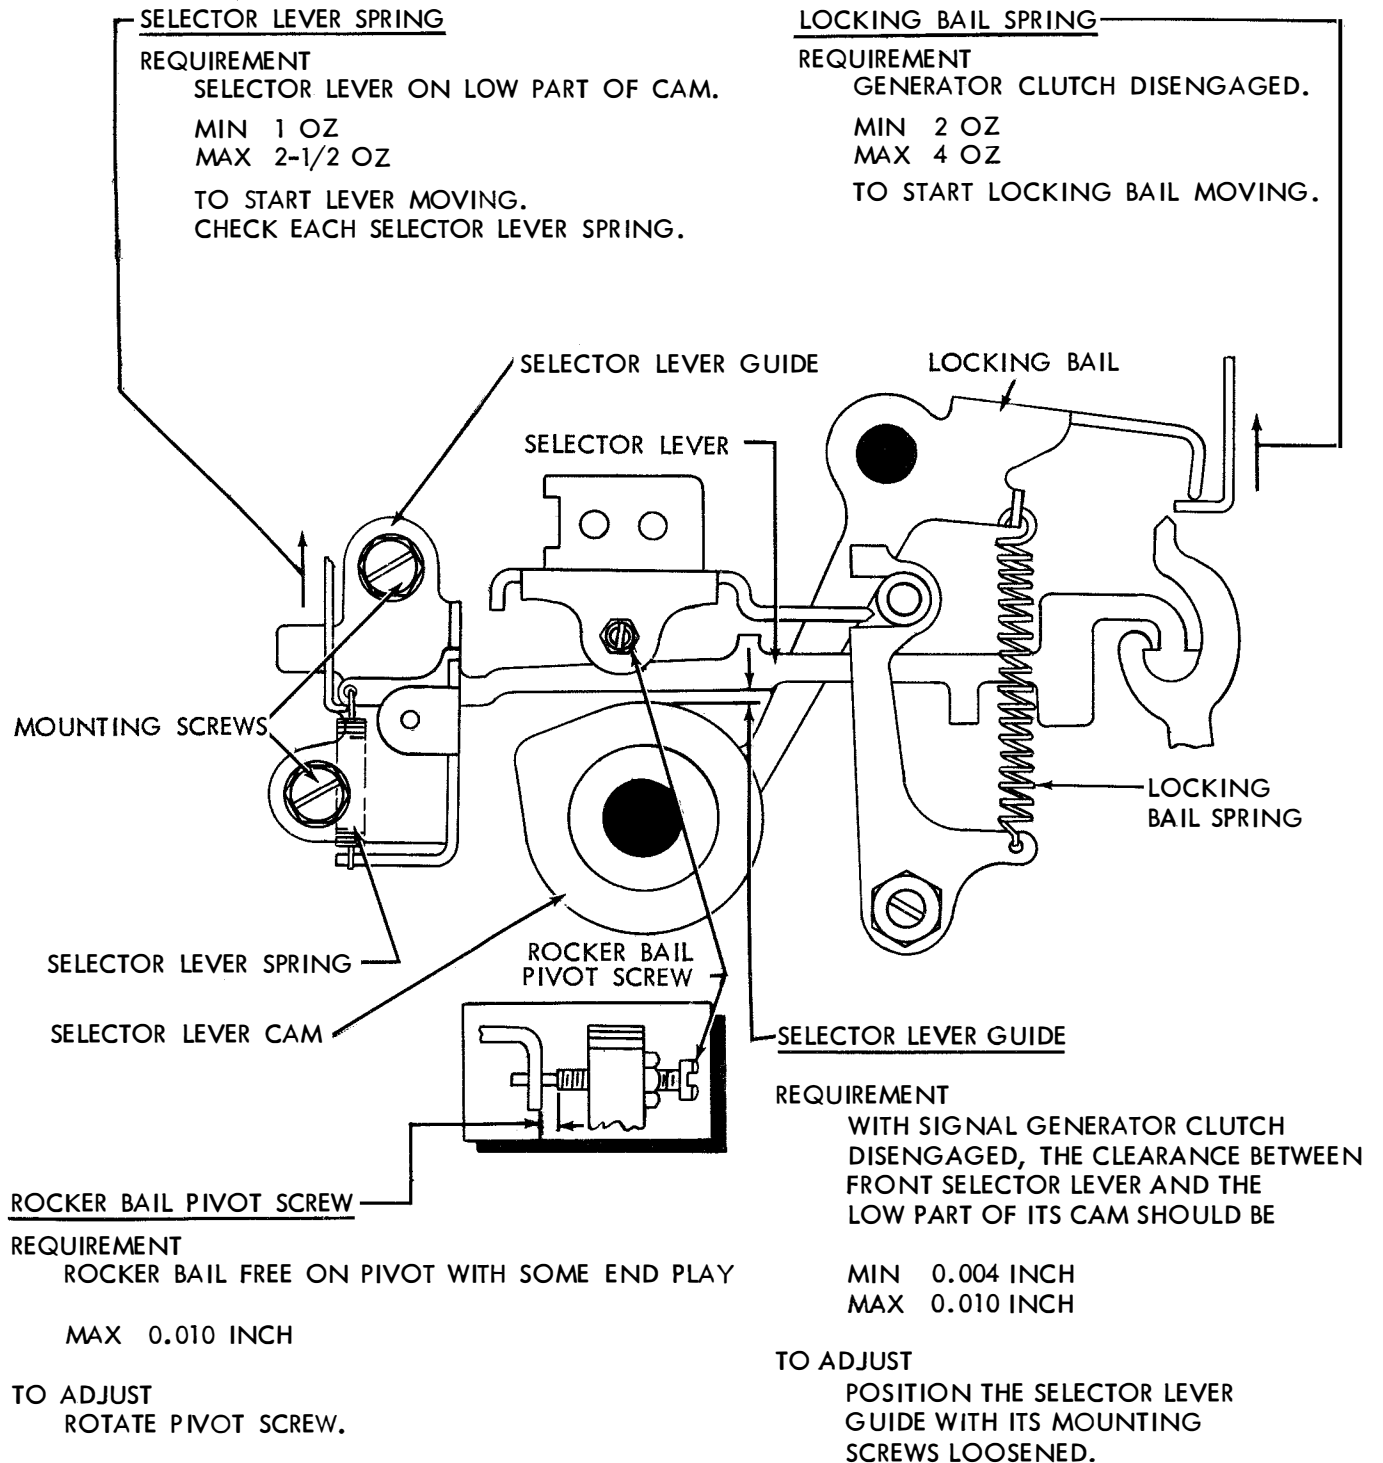 SELECTOR LEVER SPRING
REQUIREMENT
SELECTOR LEVER ON LOW PART OF CAM.
MIN 1 OZ
MAX 2-1/2 OZ
TO START LEVER MOVING.
CHECK EACH SELECTOR LEVER SPRING.
LOCKING BAIL SPRING
REQUIREMENT
GENERATOR CLUTCH DISENGAGED.
MIN 2 OZ
MAX 4 OZ
TO START LOCKING BAIL MOVING.
SELECTOR LEVER GUIDE
LOCKING BAIL
SELECTOR LEVER
MOUNTING SCREWS
LOCKING
BAIL SPRING
SELECTOR LEVER SPRING
ROCKER BAIL
PIVOT SCREW
SELECTOR LEVER CAM
SELECTOR LEVER GUIDE
REQUIREMENT
WITH SIGNAL GENERATOR CLUTCH
DISENGAGED, THE CLEARANCE BETWEEN
FRONT SELECTOR LEVER AND THE
LOW PART OF ITS CAM SHOULD BE
MIN 0.004 INCH
MAX 0.010 INCH
TO ADJUST
POSITION THE SELECTOR LEVER
GUIDE WITH ITS MOUNTING
SCREWS LOOSENED.
ROCKER BAIL PIVOT SCREW
REQUIREMENT
ROCKER BAIL FREE ON PIVOT WITH SOME END PLAY
MAX 0.010 INCH
TO ADJUST
ROTATE PIVOT SCREW.